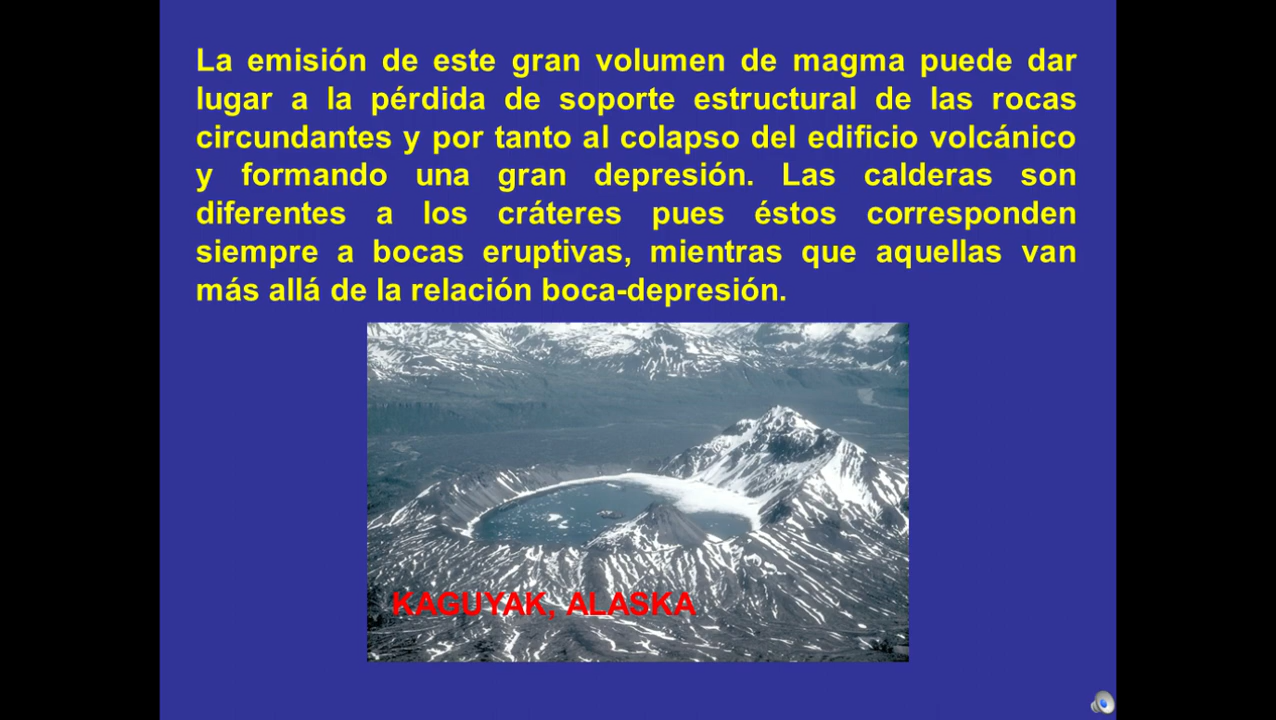 La emisión de este gran volumen de magma puede dar
lugar a la pérdida de soporte estructural de las rocas
circundantes y por tanto al colapso del edificio volcánico
y formando una gran depresión. Las calderas son
diferentes a los cráteres pues éstos corresponden
siempre a bocas eruptivas, mientras que aquellas van
más allá de la relación boca-depresión.
KAGUYAK, ALASKA